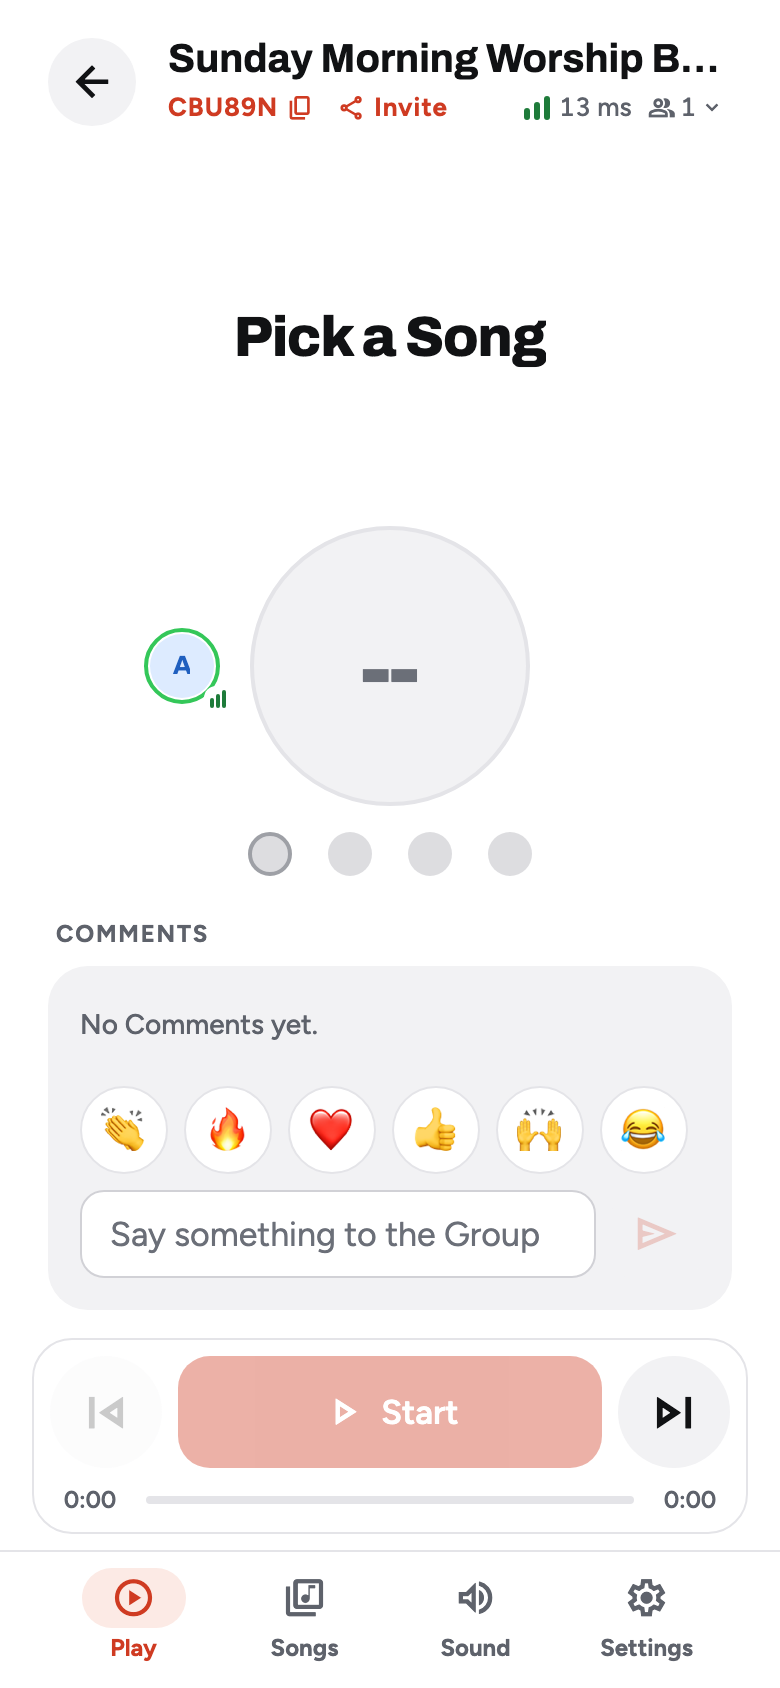 Sunday Morning Worship B...
CBU89N Invite 13 ms 1
Pick a Song
A
--
COMMENTS
No Comments yet.
Say something to the Group
Start
0:00 0:00
Play Songs Sound Settings